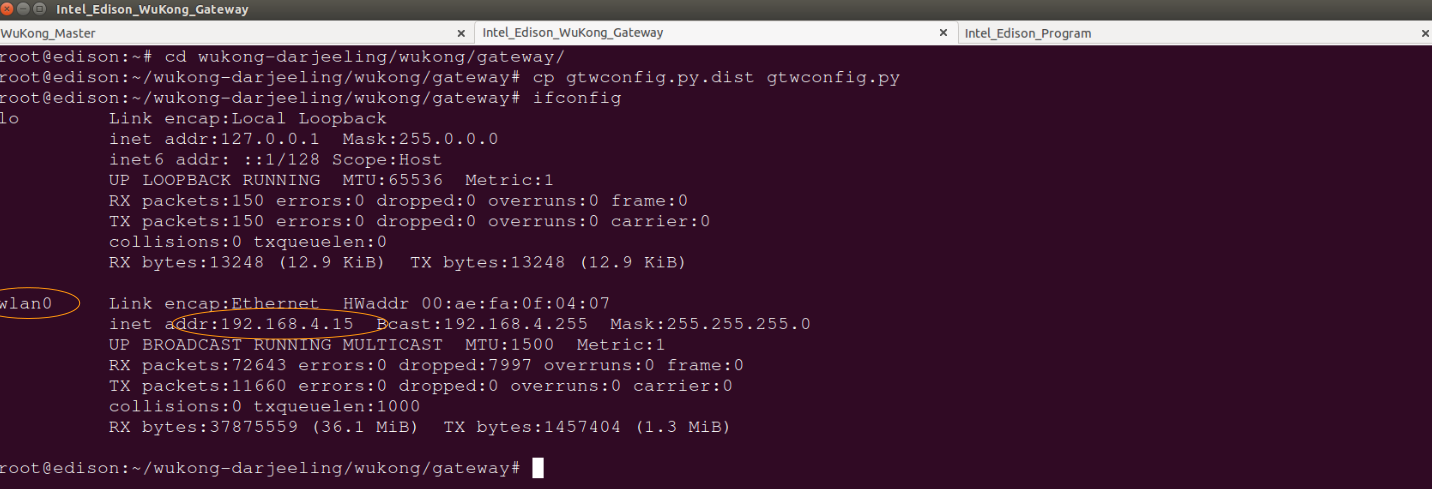 Intel_Edison_WuKong_Gateway
WuKong_Master × Intel_Edison_WuKong_Gateway × Intel_Edison_Program ×
root@edison:~# cd wukong-darjeeling/wukong/gateway/
root@edison:~/wukong-darjeeling/wukong/gateway# cp gtwconfig.py.dist gtwconfig.py
root@edison:~/wukong-darjeeling/wukong/gateway# ifconfig
lo Link encap:Local Loopback
inet addr:127.0.0.1 Mask:255.0.0.0
inet6 addr: ::1/128 Scope:Host
UP LOOPBACK RUNNING MTU:65536 Metric:1
RX packets:150 errors:0 dropped:0 overruns:0 frame:0
TX packets:150 errors:0 dropped:0 overruns:0 carrier:0
collisions:0 txqueuelen:0
RX bytes:13248 (12.9 KiB) TX bytes:13248 (12.9 KiB)
wlan0 Link encap:Ethernet HWaddr 00:ae:fa:0f:04:07
inet addr:192.168.4.15 Bcast:192.168.4.255 Mask:255.255.255.0
UP BROADCAST RUNNING MULTICAST MTU:1500 Metric:1
RX packets:72643 errors:0 dropped:7997 overruns:0 frame:0
TX packets:11660 errors:0 dropped:0 overruns:0 carrier:0
collisions:0 txqueuelen:1000
RX bytes:37875559 (36.1 MiB) TX bytes:1457404 (1.3 MiB)
root@edison:~/wukong-darjeeling/wukong/gateway#